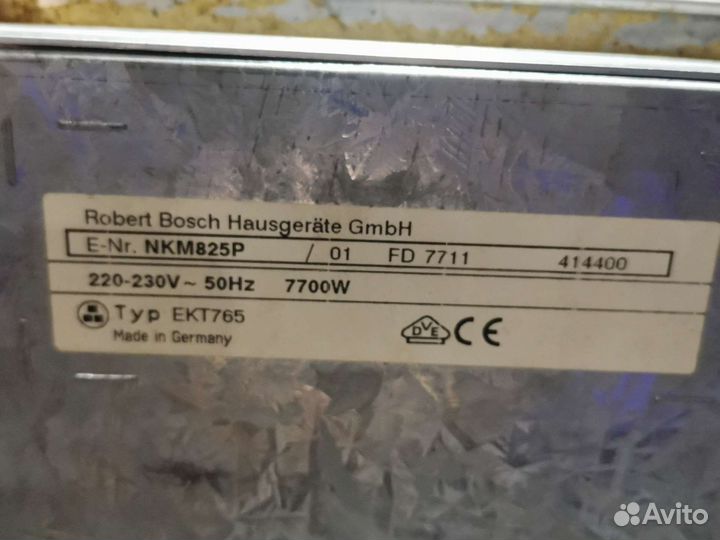 Robert Bosch Hausgeräte GmbH
E-Nr. NKM825P / 01 FD 7711 414400
220-230V ~ 50Hz 7700W
Typ EKT765
Made in Germany
DVE CE
Avito